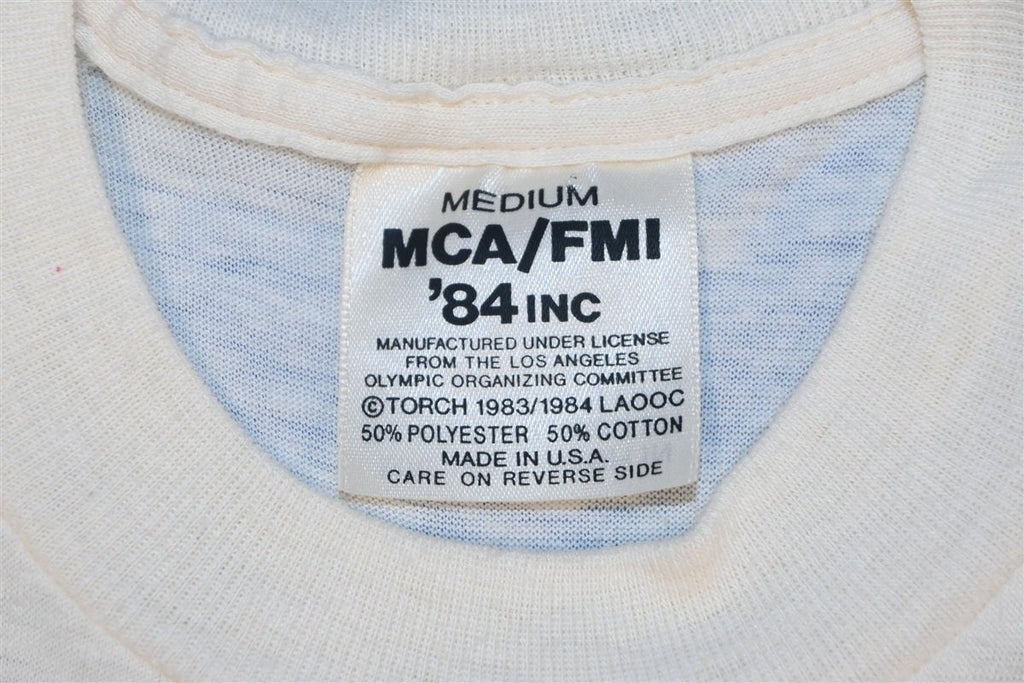 MEDIUM
MCA/FMI
'84 INC
MANUFACTURED UNDER LICENSE
FROM THE LOS ANGELES
OLYMPIC ORGANIZING COMMITTEE
©TORCH 1983/1984 LAOOC
50% POLYESTER 50% COTTON
MADE IN U.S.A.
CARE ON REVERSE SIDE